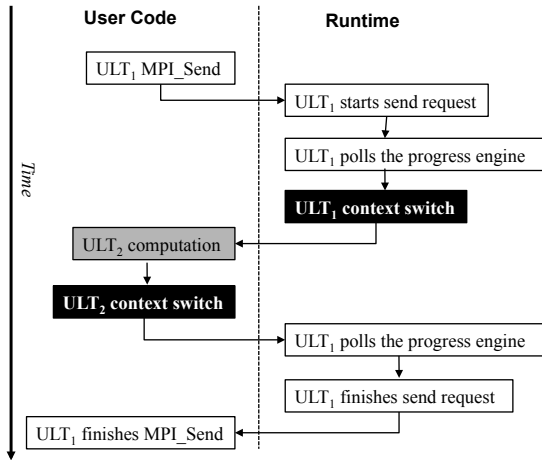 User Code
Runtime
ULT₁ MPI_Send
ULT₁ starts send request
ULT₁ polls the progress engine
ULT₁ context switch
Time
ULT₂ computation
ULT₂ context switch
ULT₁ polls the progress engine
ULT₁ finishes send request
ULT₁ finishes MPI_Send